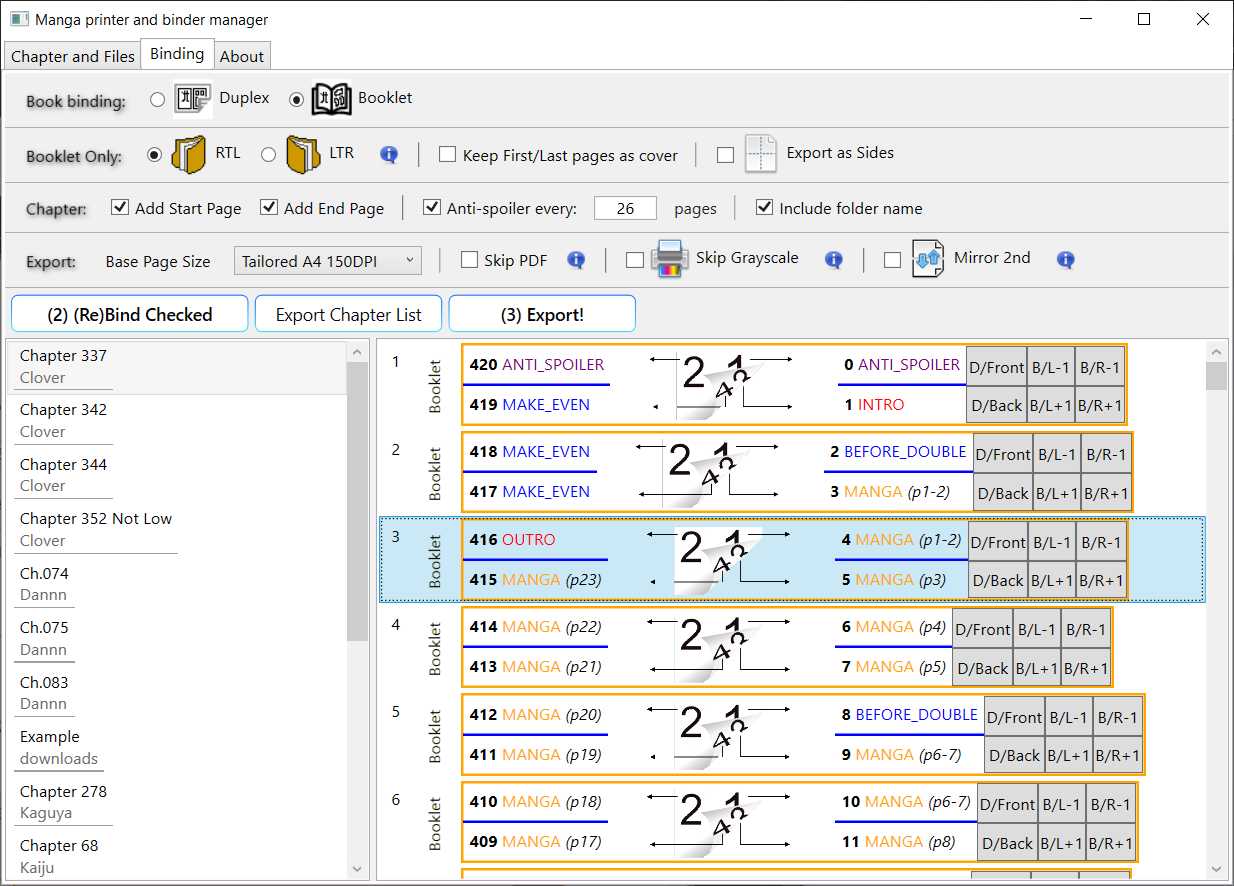 Manga printer and binder manager
Chapter and Files Binding About
Book binding: Duplex Booklet
Booklet Only: RTL LTR Keep First/Last pages as cover Export as Sides
Chapter: Add Start Page Add End Page Anti-spoiler every: 26 pages Include folder name
Export: Base Page Size Tailored A4 150DPI Skip PDF Skip Grayscale Mirror 2nd
(2) (Re)Bind Checked Export Chapter List (3) Export!
Chapter 337
Clover
Chapter 342
Clover
Chapter 344
Clover
Chapter 352 Not Low
Clover
Ch.074
Dannn
Ch.075
Dannn
Ch.083
Dannn
Example
downloads
Chapter 278
Kaguya
Chapter 68
Kaiju
1 Booklet 420 ANTI_SPOILER 2 1 4 2 0 ANTI_SPOILER D/Front B/L-1 B/R-1
419 MAKE_EVEN 1 INTRO D/Back B/L+1 B/R+1
2 Booklet 418 MAKE_EVEN 2 1 4 2 2 BEFORE_DOUBLE D/Front B/L-1 B/R-1
417 MAKE_EVEN 3 MANGA (p1-2) D/Back B/L+1 B/R+1
3 Booklet 416 OUTRO 2 1 4 2 4 MANGA (p1-2) D/Front B/L-1 B/R-1
415 MANGA (p23) 5 MANGA (p3) D/Back B/L+1 B/R+1
4 Booklet 414 MANGA (p22) 2 1 4 2 6 MANGA (p4) D/Front B/L-1 B/R-1
413 MANGA (p21) 7 MANGA (p5) D/Back B/L+1 B/R+1
5 Booklet 412 MANGA (p20) 2 1 4 2 8 BEFORE_DOUBLE D/Front B/L-1 B/R-1
411 MANGA (p19) 9 MANGA (p6-7) D/Back B/L+1 B/R+1
6 Booklet 410 MANGA (p18) 2 1 4 2 10 MANGA (p6-7) D/Front B/L-1 B/R-1
409 MANGA (p17) 11 MANGA (p8) D/Back B/L+1 B/R+1